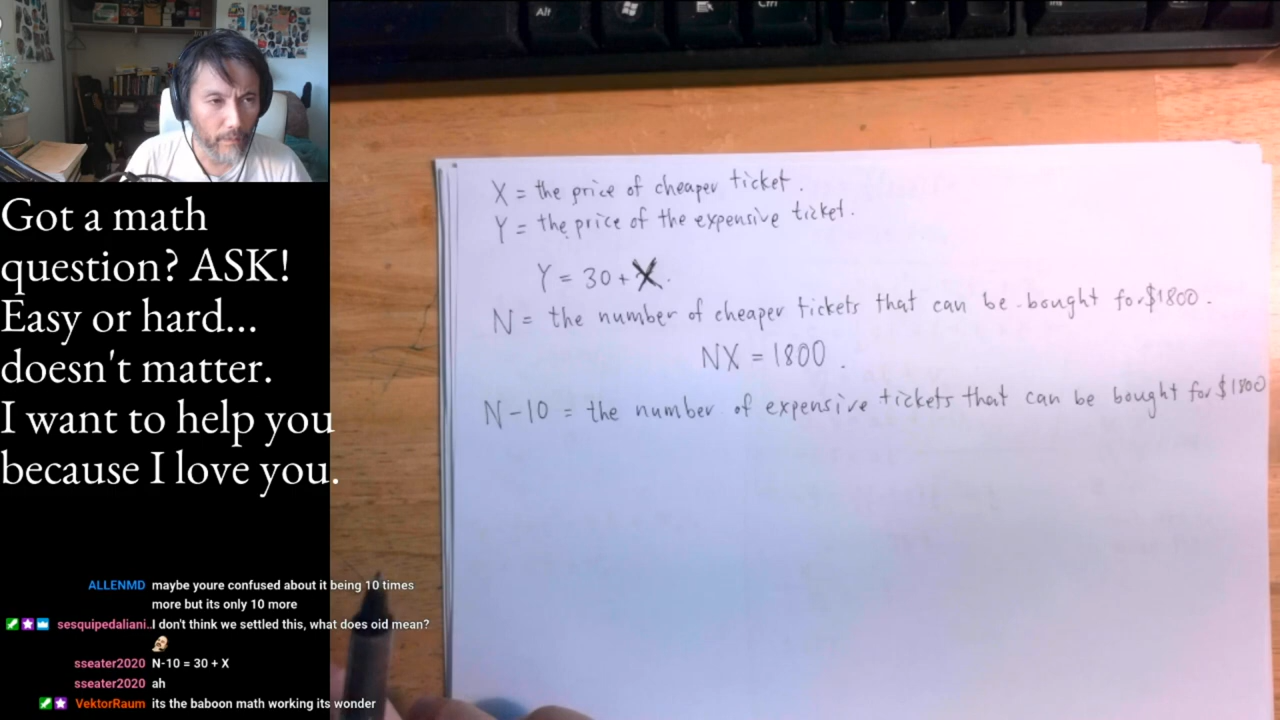 Alt
Ctrl
Got a math
question? ASK!
Easy or hard...
doesn't matter.
I want to help you
because I love you.
X = the price of cheaper ticket.
Y = the price of the expensive ticket.
Y = 30 + X.
N = the number of cheaper tickets that can be bought for $1800.
NX = 1800.
N-10 = the number of expensive tickets that can be bought for $1800
ALLENMD maybe youre confused about it being 10 times
more but its only 10 more
sesquipedaliani.. I don't think we settled this, what does oid mean?
sseater2020 N-10 = 30 + X
sseater2020 ah
VektorRaum its the baboon math working its wonder